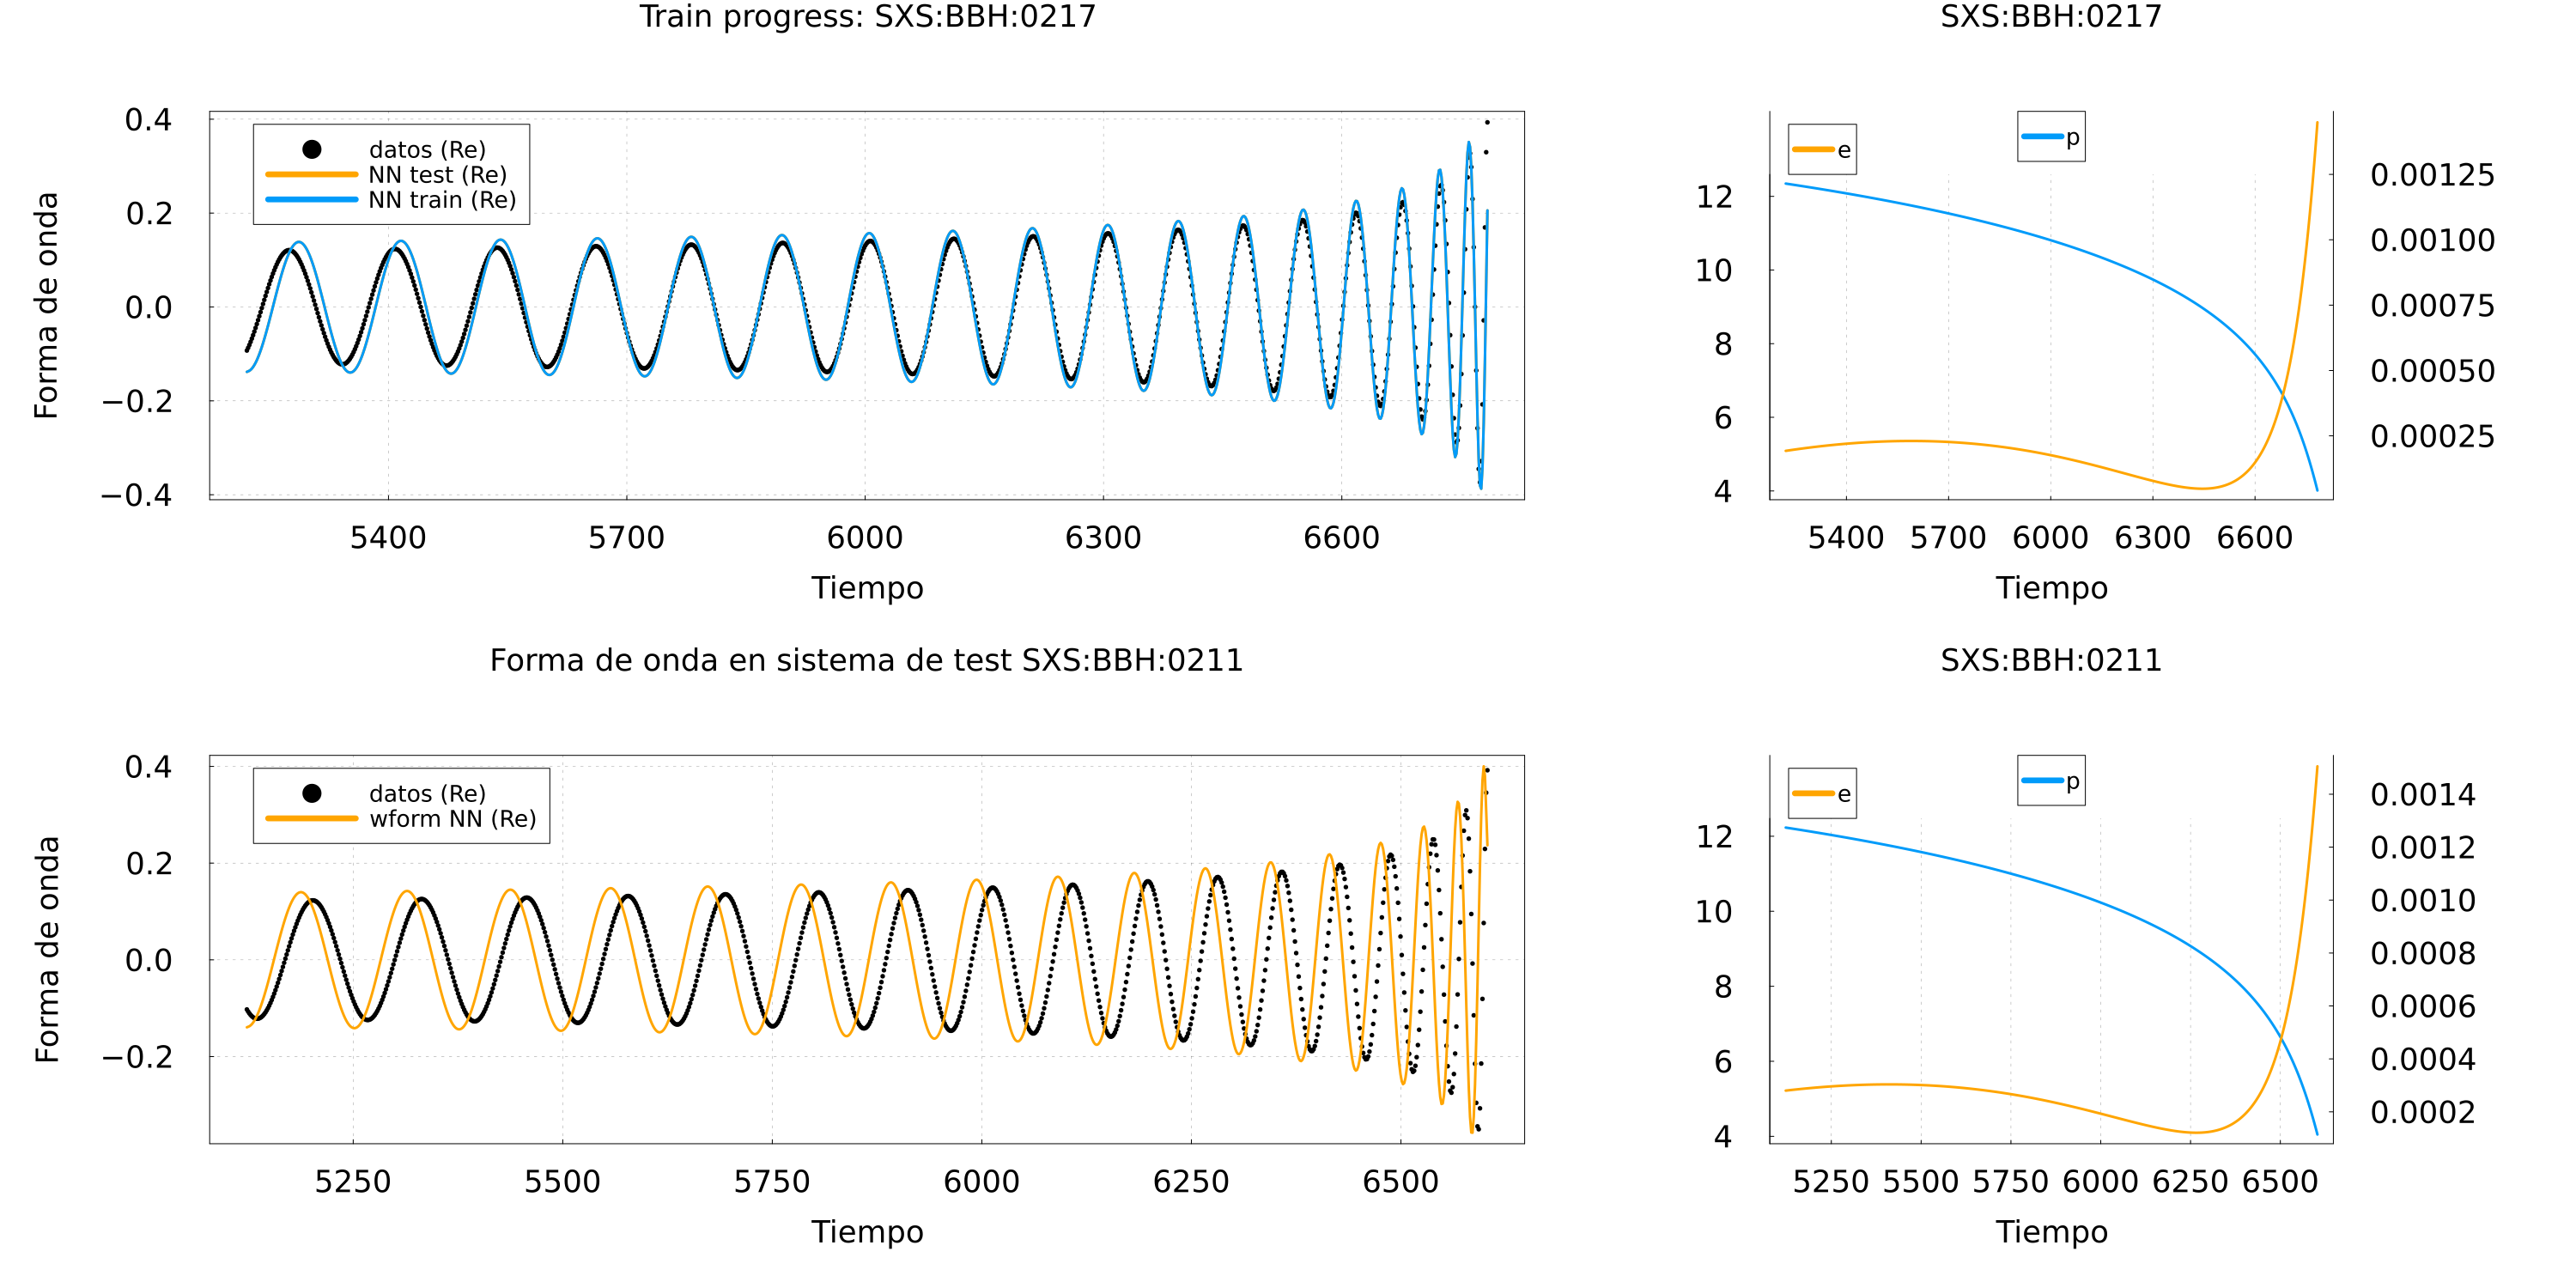 Train progress: SXS:BBH:0217
0.4
0.2
0.0
−0.2
−0.4
Forma de onda
datos (Re)
NN test (Re)
NN train (Re)
5400 5700 6000 6300 6600
Tiempo
SXS:BBH:0217
12
10
8
6
4
e
p
0.00125
0.00100
0.00075
0.00050
0.00025
5400 5700 6000 6300 6600
Tiempo
Forma de onda en sistema de test SXS:BBH:0211
0.4
0.2
0.0
−0.2
Forma de onda
datos (Re)
wform NN (Re)
5250 5500 5750 6000 6250 6500
Tiempo
SXS:BBH:0211
12
10
8
6
4
e
p
0.0014
0.0012
0.0010
0.0008
0.0006
0.0004
0.0002
5250 5500 5750 6000 6250 6500
Tiempo